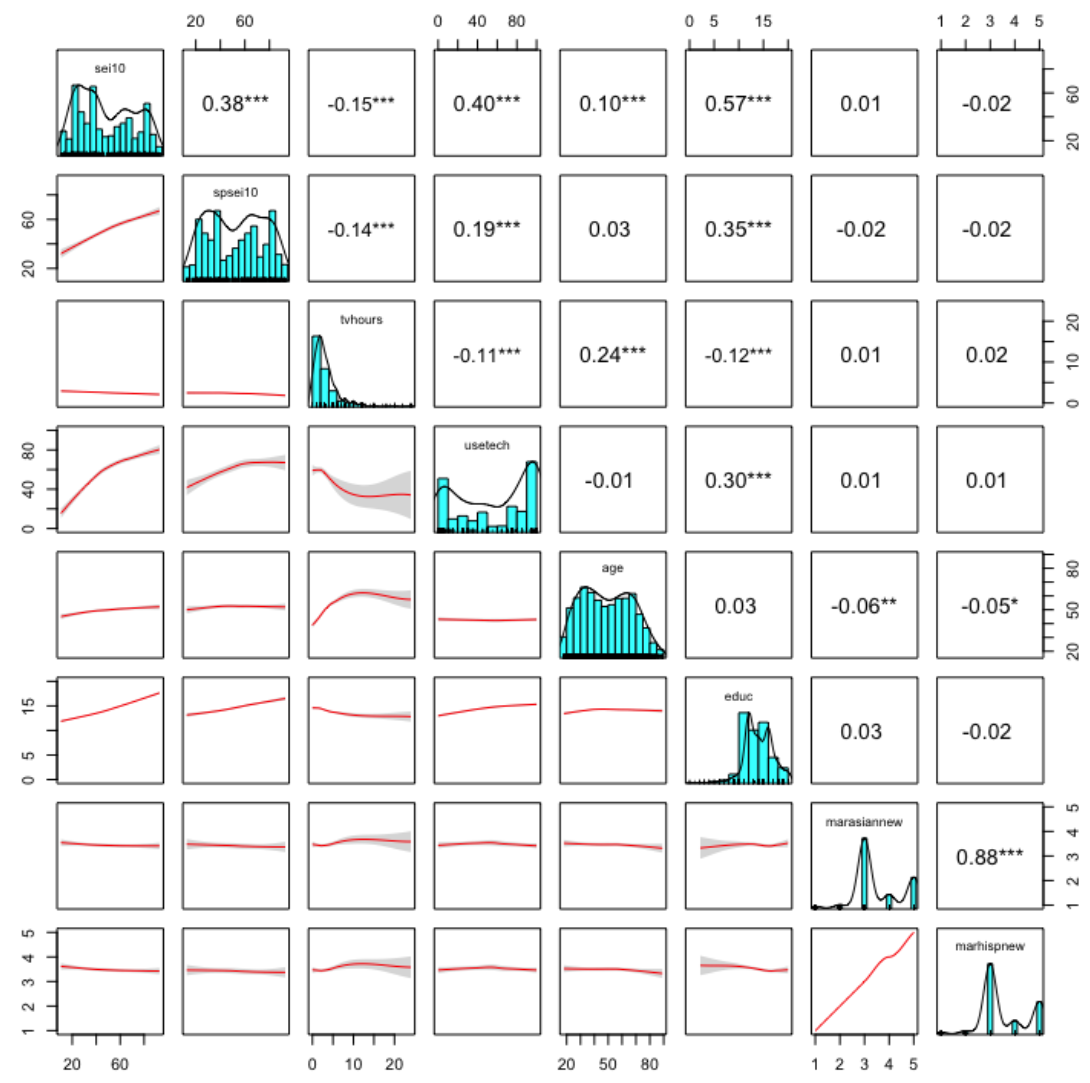 20 60 0 40 80 0 5 15 1 2 3 4 5
sei10 0.38*** -0.15*** 0.40*** 0.10*** 0.57*** 0.01 -0.02 20 60
20 60 spsei10 -0.14*** 0.19*** 0.03 0.35*** -0.02 -0.02
tvhours -0.11*** 0.24*** -0.12*** 0.01 0.02 0 10 20
0 40 80 usetech -0.01 0.30*** 0.01 0.01
age 0.03 -0.06** -0.05* 20 50 80
0 5 15 educ 0.03 -0.02
marasiannew 0.88*** 1 2 3 4 5
1 2 3 4 5 marhispnew
20 60 0 10 20 20 50 80 1 2 3 4 5